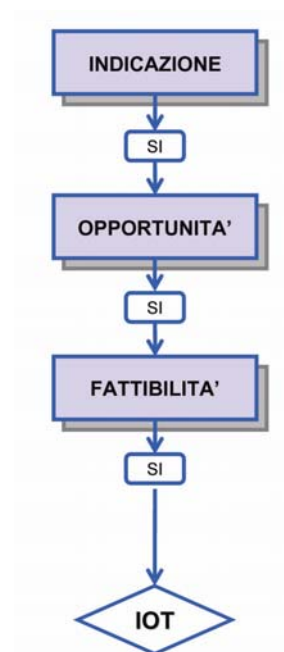 INDICAZIONE
SI
OPPORTUNITA'
SI
FATTIBILITA'
SI
IOT